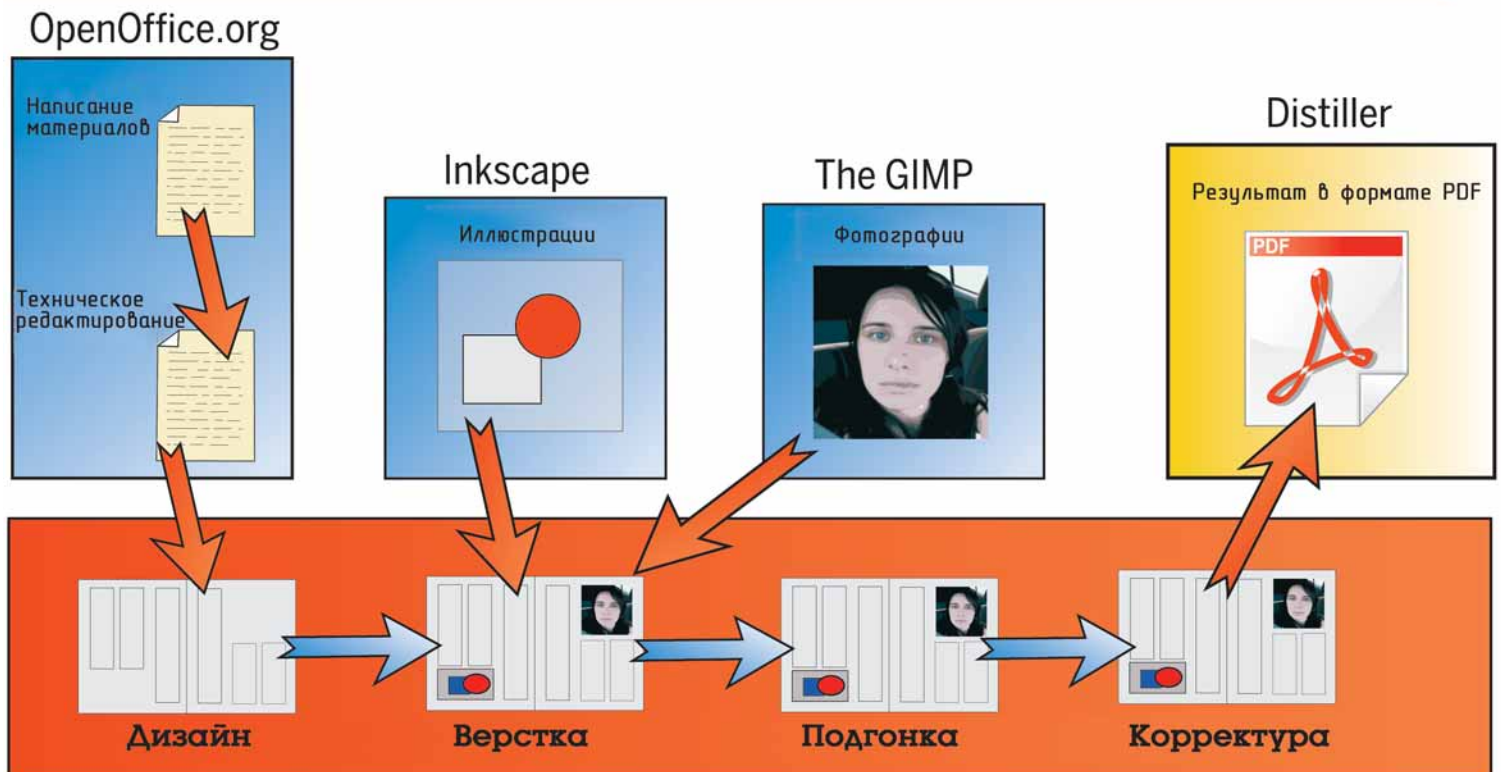 OpenOffice.org
Написание
материалов
Техническое
редактирование
Inkscape
Иллюстрации
The GIMP
Фотографии
Distiller
Результат в формате PDF
PDF
Дизайн
Верстка
Подгонка
Корректура